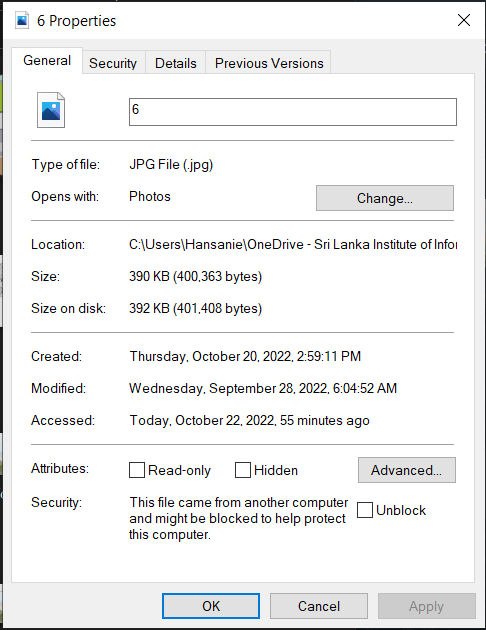 6 Properties
General Security Details Previous Versions
6
Type of file: JPG File (.jpg)
Opens with: Photos Change...
Location: C:\Users\Hansanie\OneDrive - Sri Lanka Institute of Infor
Size: 390 KB (400,363 bytes)
Size on disk: 392 KB (401,408 bytes)
Created: Thursday, October 20, 2022, 2:59:11 PM
Modified: Wednesday, September 28, 2022, 6:04:52 AM
Accessed: Today, October 22, 2022, 55 minutes ago
Attributes: Read-only Hidden Advanced...
Security: This file came from another computer
and might be blocked to help protect
this computer.
Unblock
OK Cancel Apply